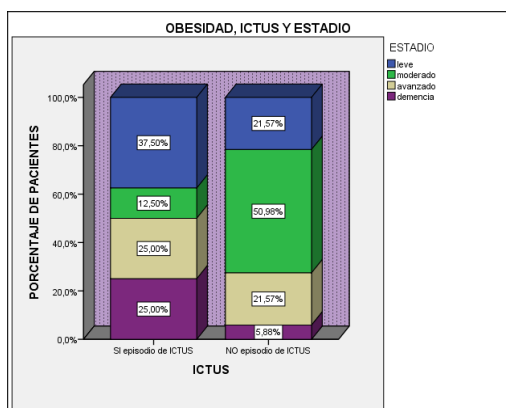 OBESIDAD, ICTUS Y ESTADIO
ESTADIO
leve
moderado
avanzado
demencia
PORCENTAJE DE PACIENTES
100,0%
80,0%
60,0%
40,0%
20,0%
0,0%
37,50%
12,50%
25,00%
25,00%
21,57%
50,98%
21,57%
5,88%
SI episodio de ICTUS
NO episodio de ICTUS
ICTUS